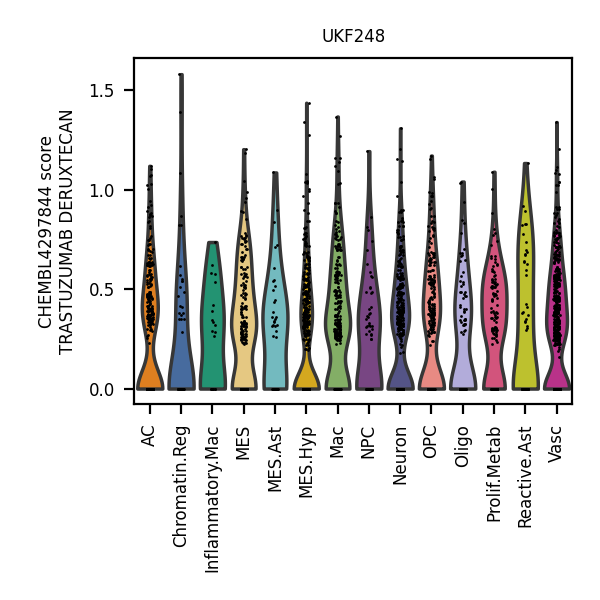 UKF248
CHEMBL4297844 score
TRASTUZUMAB DERUXTECAN
1.5
1.0
0.5
0.0
AC
Chromatin.Reg
Inflammatory.Mac
MES
MES.Ast
MES.Hyp
Mac
NPC
Neuron
OPC
Oligo
Prolif.Metab
Reactive.Ast
Vasc